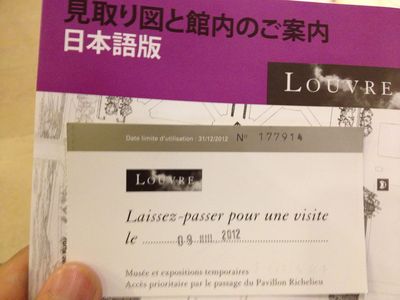 見取り図と館内のご案内
日本語版
LOUVRE
Date limite d'utilisation : 31/12/2012 Nº 177914
LOUVRE
Laissez-passer pour une visite
le 2012
Musée et expositions temporaires
Accès prioritaire par le passage du Pavillon Richelieu